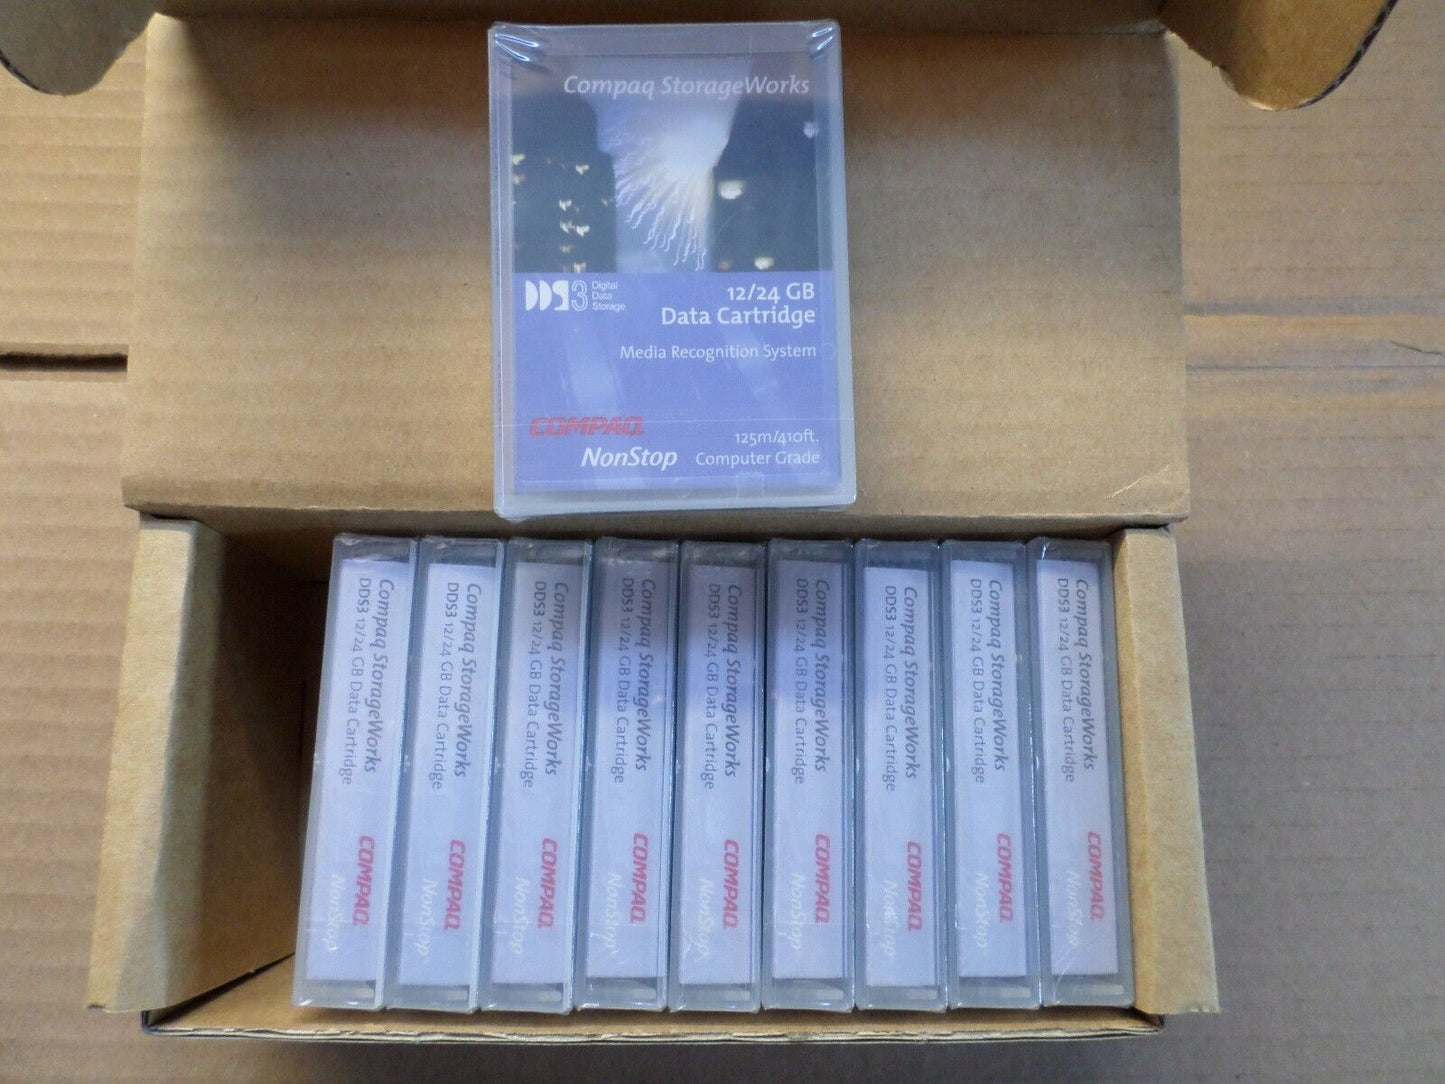 Compaq StorageWorks
DDS3 Digital
Data
Storage
12/24 GB
Data Cartridge
Media Recognition System
COMPAQ
NonStop
125m/410ft.
Computer Grade
Compaq StorageWorks
DDS3 12/24 GB Data Cartridge
COMPAQ
NonStop
Compaq StorageWorks
DDS3 12/24 GB Data Cartridge
COMPAQ
NonStop
Compaq StorageWorks
DDS3 12/24 GB Data Cartridge
COMPAQ
NonStop
Compaq StorageWorks
DDS3 12/24 GB Data Cartridge
COMPAQ
NonStop
Compaq StorageWorks
DDS3 12/24 GB Data Cartridge
COMPAQ
NonStop
Compaq StorageWorks
DDS3 12/24 GB Data Cartridge
COMPAQ
NonStop
Compaq StorageWorks
DDS3 12/24 GB Data Cartridge
COMPAQ
NonStop
Compaq StorageWorks
DDS3 12/24 GB Data Cartridge
COMPAQ
NonStop
Compaq StorageWorks
DDS3 12/24 GB Data Cartridge
COMPAQ
NonStop